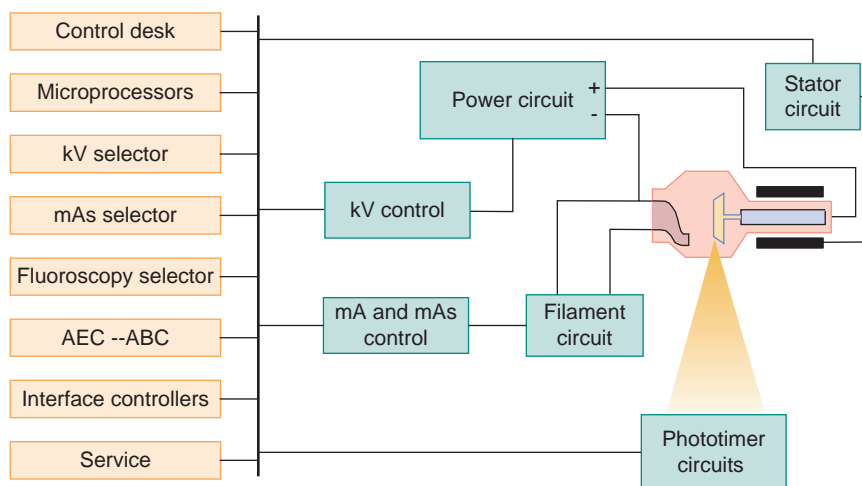 Control desk
Microprocessors
kV selector
mAs selector
Fluoroscopy selector
AEC --ABC
Interface controllers
Service
Power circuit
+
-
Stator
circuit
kV control
mA and mAs
control
Filament
circuit
Phototimer
circuits